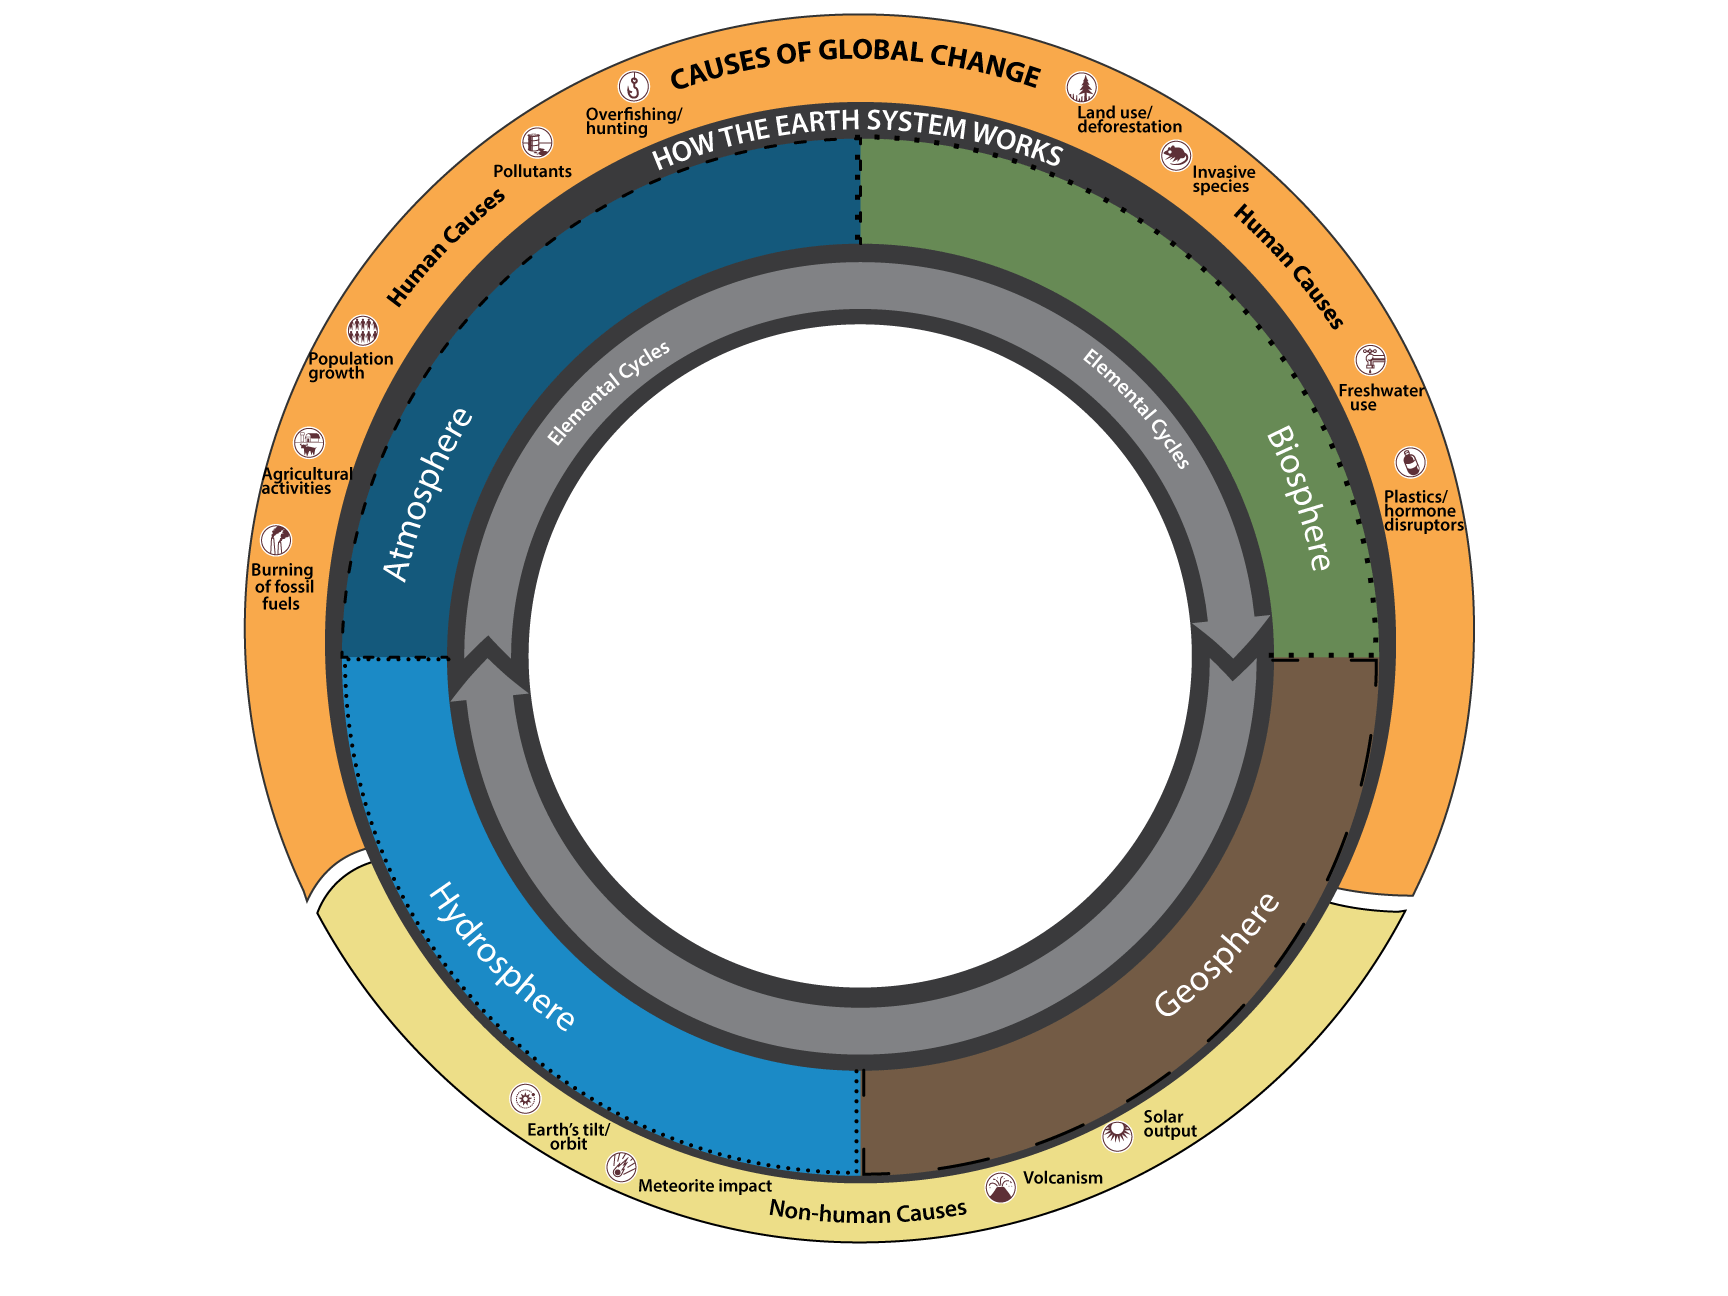 CAUSES OF GLOBAL CHANGE
HOW THE EARTH SYSTEM WORKS
Overfishing/
hunting
Pollutants
Human Causes
Population
growth
Agricultural
activities
Burning
of fossil
fuels
Land use/
deforestation
Invasive
species
Human Causes
Freshwater
use
Plastics/
hormone
disruptors
Elemental Cycles
Elemental Cycles
Atmosphere
Biosphere
Hydrosphere
Geosphere
Earth's tilt/
orbit
Meteorite impact
Non-human Causes
Volcanism
Solar
output